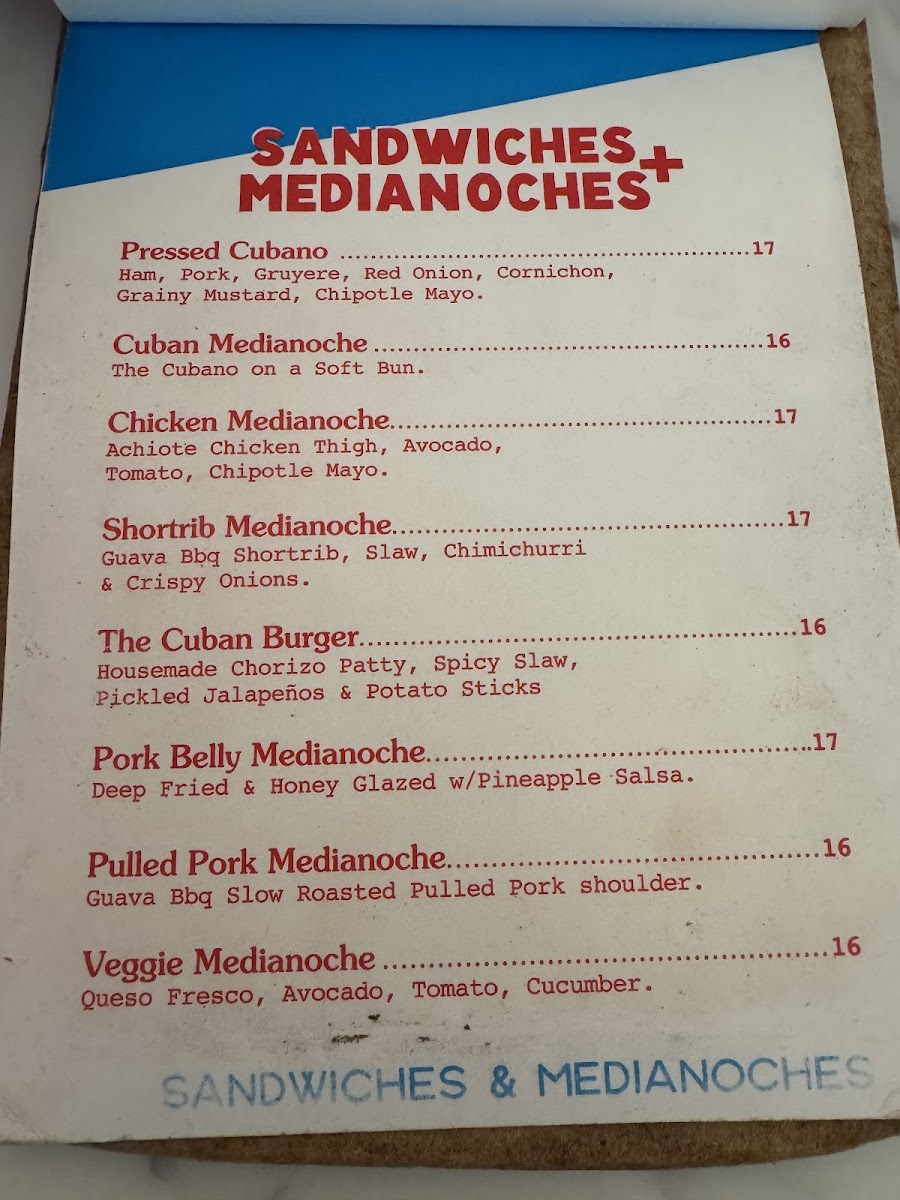 SANDWICHES +
MEDIANOCHES
Pressed Cubano ........................................................17
Ham, Pork, Gruyere, Red Onion, Cornichon,
Grainy Mustard, Chipotle Mayo.
Cuban Medianoche ..................................................16
The Cubano on a Soft Bun.
Chicken Medianoche..................................................17
Achiote Chicken Thigh, Avocado,
Tomato, Chipotle Mayo.
Shortrib Medianoche..................................................17
Guava Bbq Shortrib, Slaw, Chimichurri
& Crispy Onions.
The Cuban Burger.....................................................16
Housemade Chorizo Patty, Spicy Slaw,
Pickled Jalapeños & Potato Sticks
Pork Belly Medianoche..............................................17
Deep Fried & Honey Glazed w/Pineapple Salsa.
Pulled Pork Medianoche............................................16
Guava Bbq Slow Roasted Pulled Pork shoulder.
Veggie Medianoche ..................................................16
Queso Fresco, Avocado, Tomato, Cucumber.
SANDWICHES & MEDIANOCHES